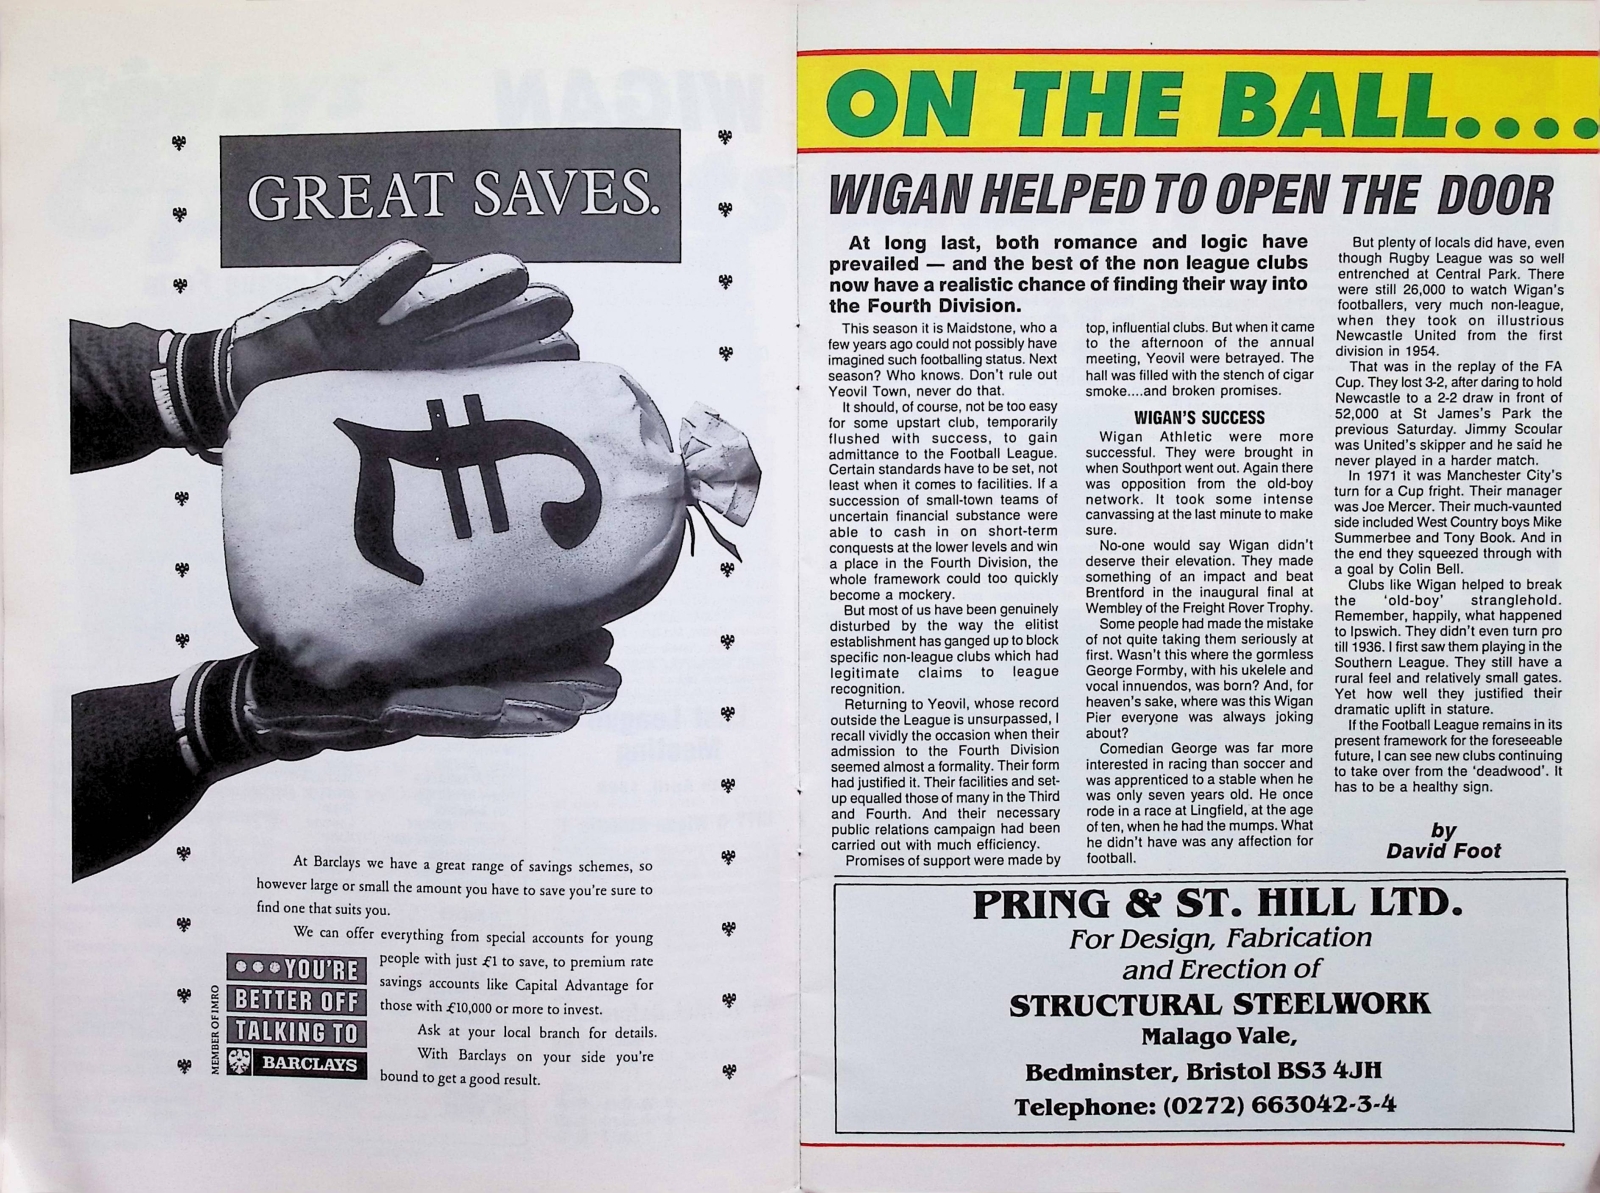 GREAT SAVES.
£
At Barclays we have a great range of savings schemes, so
however large or small the amount you have to save you're sure to
find one that suits you.
We can offer everything from special accounts for young
people with just £1 to save, to premium rate
savings accounts like Capital Advantage for
those with £10,000 or more to invest.
Ask at your local branch for details.
With Barclays on your side you're
bound to get a good result.
MEMBER OF IMRO
...YOU'RE
BETTER OFF
TALKING TO
BARCLAYS
ON THE BALL....
WIGAN HELPED TO OPEN THE DOOR
At long last, both romance and logic have
prevailed — and the best of the non league clubs
now have a realistic chance of finding their way into
the Fourth Division.
This season it is Maidstone, who a
few years ago could not possibly have
imagined such footballing status. Next
season? Who knows. Don't rule out
Yeovil Town, never do that.
It should, of course, not be too easy
for some upstart club, temporarily
flushed with success, to gain
admittance to the Football League.
Certain standards have to be set, not
least when it comes to facilities. If a
succession of small-town teams of
uncertain financial substance were
able to cash in on short-term
conquests at the lower levels and win
a place in the Fourth Division, the
whole framework could too quickly
become a mockery.
But most of us have been genuinely
disturbed by the way the elitist
establishment has ganged up to block
specific non-league clubs which had
legitimate claims to league
recognition.
Returning to Yeovil, whose record
outside the League is unsurpassed, I
recall vividly the occasion when their
admission to the Fourth Division
seemed almost a formality. Their form
had justified it. Their facilities and set-
up equalled those of many in the Third
and Fourth. And their necessary
public relations campaign had been
carried out with much efficiency.
Promises of support were made by
top, influential clubs. But when it came
to the afternoon of the annual
meeting, Yeovil were betrayed. The
hall was filled with the stench of cigar
smoke....and broken promises.
WIGAN'S SUCCESS
Wigan Athletic were more
successful. They were brought in
when Southport went out. Again there
was opposition from the old-boy
network. It took some intense
canvassing at the last minute to make
sure.
No-one would say Wigan didn't
deserve their elevation. They made
something of an impact and beat
Brentford in the inaugural final at
Wembley of the Freight Rover Trophy.
Some people had made the mistake
of not quite taking them seriously at
first. Wasn't this where the gormless
George Formby, with his ukelele and
vocal innuendos, was born? And, for
heaven's sake, where was this Wigan
Pier everyone was always joking
about?
Comedian George was far more
interested in racing than soccer and
was apprenticed to a stable when he
was only seven years old. He once
rode in a race at Lingfield, at the age
of ten, when he had the mumps. What
he didn't have was any affection for
football.
But plenty of locals did have, even
though Rugby League was so well
entrenched at Central Park. There
were still 26,000 to watch Wigan's
footballers, very much non-league,
when they took on illustrious
Newcastle United from the first
division in 1954.
That was in the replay of the FA
Cup. They lost 3-2, after daring to hold
Newcastle to a 2-2 draw in front of
52,000 at St James's Park the
previous Saturday. Jimmy Scoular
was United's skipper and he said he
never played in a harder match.
In 1971 it was Manchester City's
turn for a Cup fright. Their manager
was Joe Mercer. Their much-vaunted
side included West Country boys Mike
Summerbee and Tony Book. And in
the end they squeezed through with
a goal by Colin Bell.
Clubs like Wigan helped to break
the 'old-boy' stranglehold.
Remember, happily, what happened
to Ipswich. They didn't even turn pro
till 1936. I first saw them playing in the
Southern League. They still have a
rural feel and relatively small gates.
Yet how well they justified their
dramatic uplift in stature.
If the Football League remains in its
present framework for the foreseeable
future, I can see new clubs continuing
to take over from the 'deadwood'. It
has to be a healthy sign.
by
David Foot
PRING & ST. HILL LTD.
For Design, Fabrication
and Erection of
STRUCTURAL STEELWORK
Malago Vale,
Bedminster, Bristol BS3 4JH
Telephone: (0272) 663042-3-4